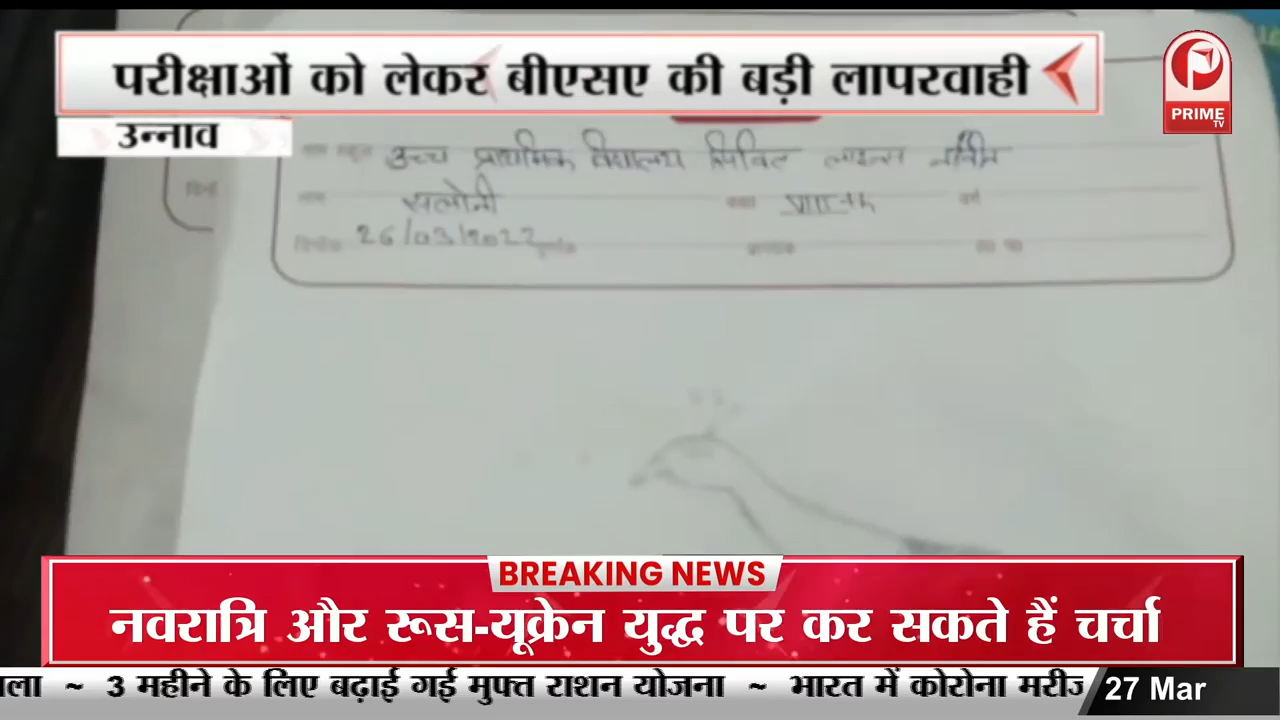 परीक्षाओं को लेकर बीएसए की बड़ी लापरवाही
PRIME
TV
उन्नाव
उच्च प्राथमिक विद्यालय सिविल लाइन्स
सलोनी
26/03/2022
BREAKING NEWS
नवरात्रि और रूस-यूक्रेन युद्ध पर कर सकते हैं चर्चा
ला ~ 3 महीने के लिए बढ़ाई गई मुफ्त राशन योजना ~ भारत में कोरोना मरीज
27 Mar